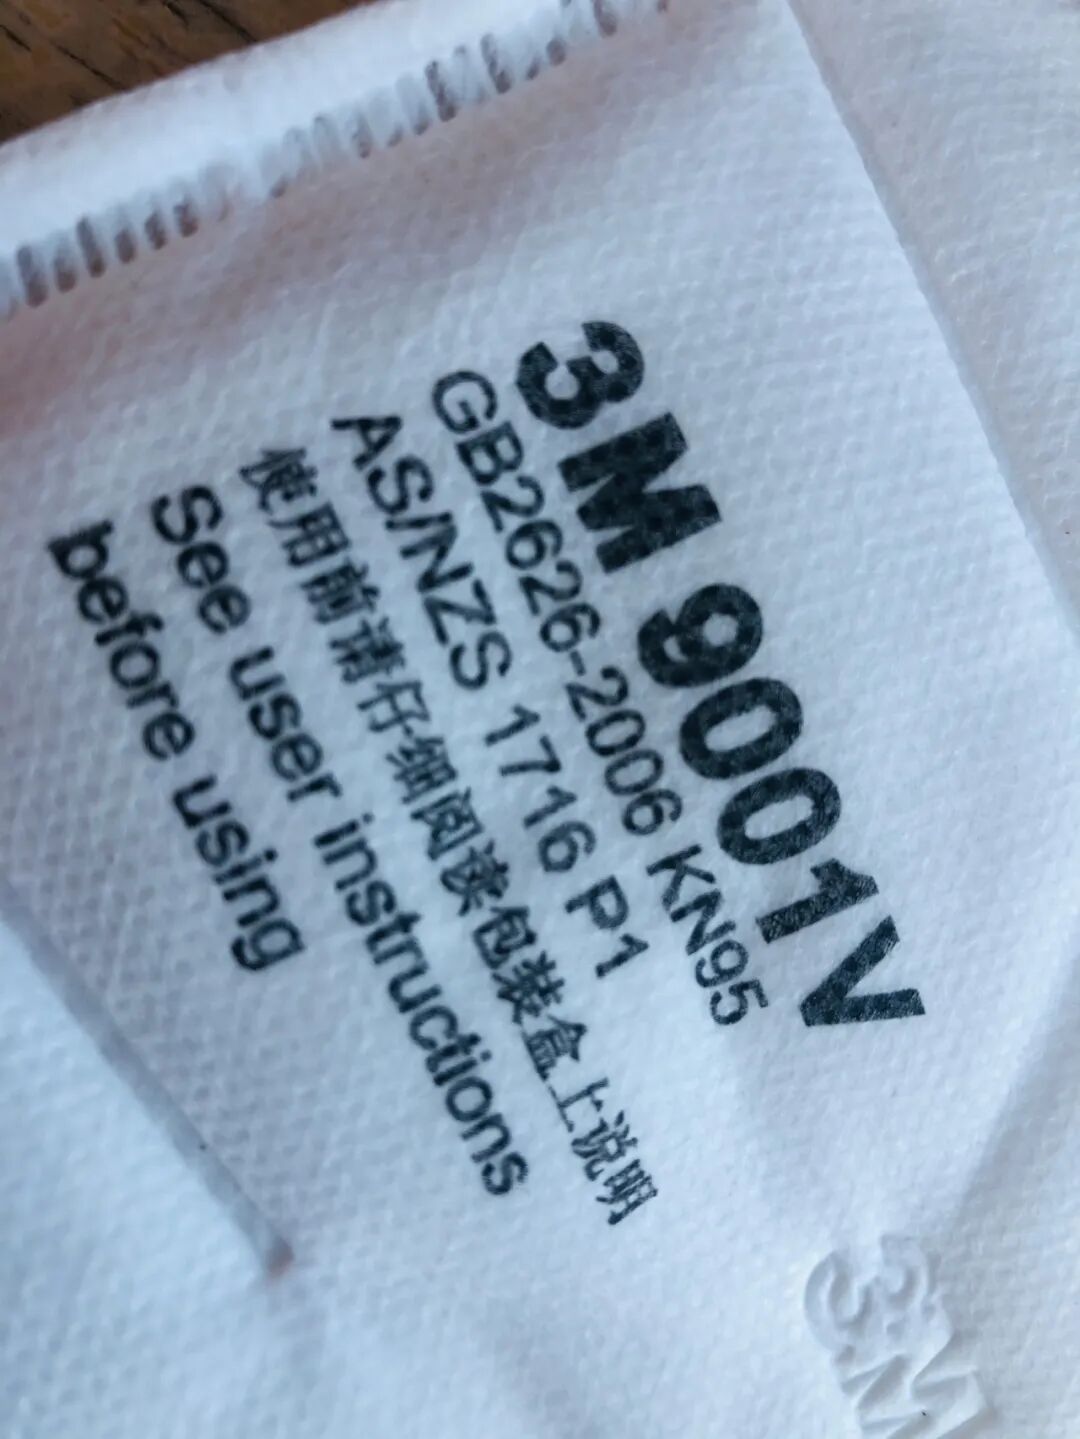 3M 9001V
GB2626-2006 KN95
AS/NZS 1716 P1
使用前请仔细阅读包装盒上说明
See user instructions
before using
3M